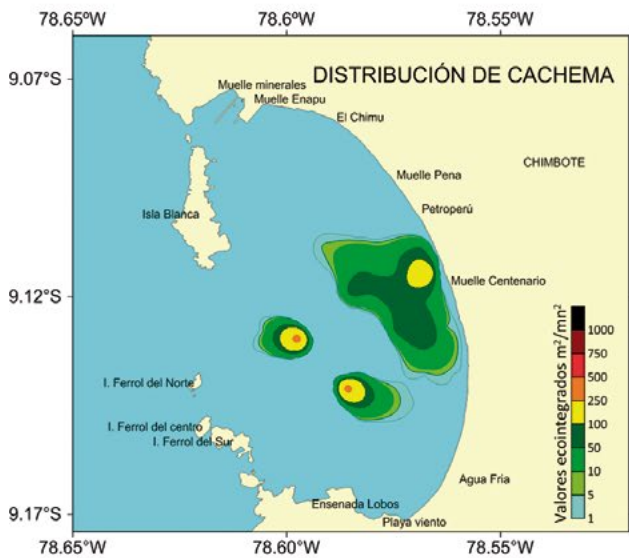 78.65ºW 78.60ºW 78.55ºW
9.07ºS
DISTRIBUCIÓN DE CACHEMA
Muelle minerales
Muelle Enapu
El Chimu
CHIMBOTE
Muelle Pena
Petroperú
Isla Blanca
Muelle Centenario
9.12ºS
Valores ecointegrados m²/mn²
1000
750
500
250
100
50
10
5
1
I. Ferrol del Norte
I. Ferrol del centro
I. Ferrol del Sur
Agua Fría
Ensenada Lobos
9.17ºS
Playa viento
78.65ºW 78.60ºW 78.55ºW